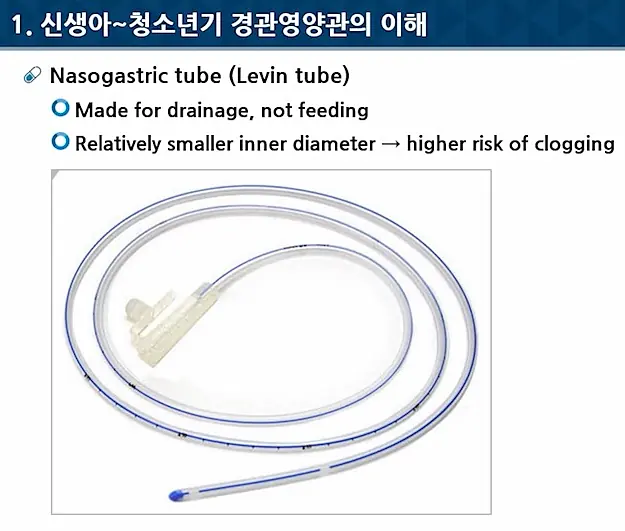 1. 신생아~청소년기 경관영양관의 이해
Nasogastric tube (Levin tube)
Made for drainage, not feeding
Relatively smaller inner diameter → higher risk of clogging